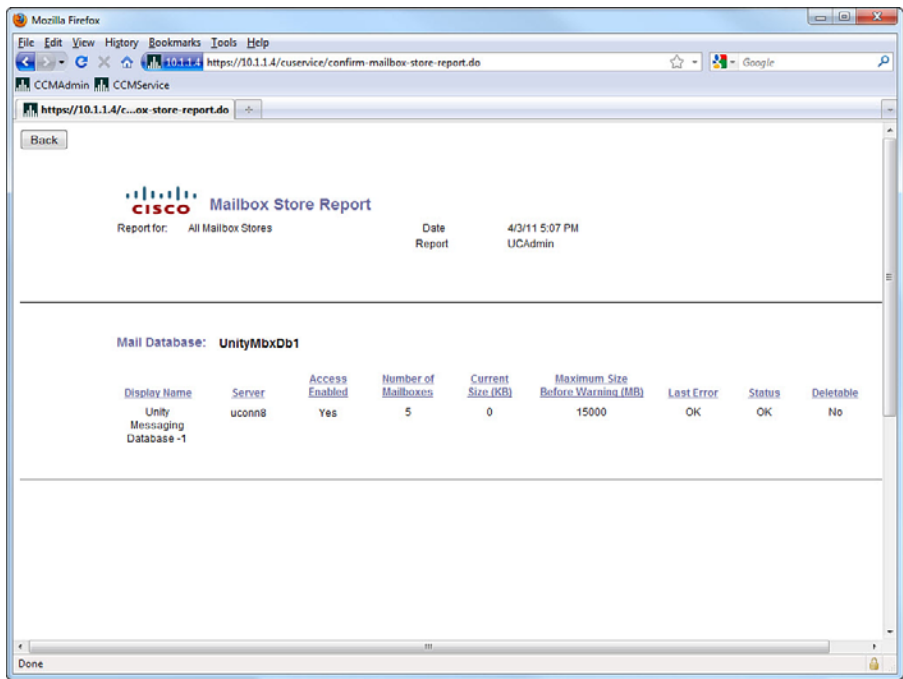 Mozilla Firefox
File Edit View History Bookmarks Tools Help
10.1.1.4 https://10.1.1.4/cuservice/confirm-mailbox-store-report.do
Google
CCMAdmin CCMService
https://10.1.1.4/c...ox-store-report.do
Back
CISCO Mailbox Store Report
Report for: All Mailbox Stores Date 4/3/11 5:07 PM
Report UCAdmin
Mail Database: UnityMbxDb1
Display Name Server Access Enabled Number of Mailboxes Current Size (KB) Maximum Size Before Warning (MB) Last Error Status Deletable
Unity Messaging Database -1 uconn8 Yes 5 0 15000 OK OK No
Done